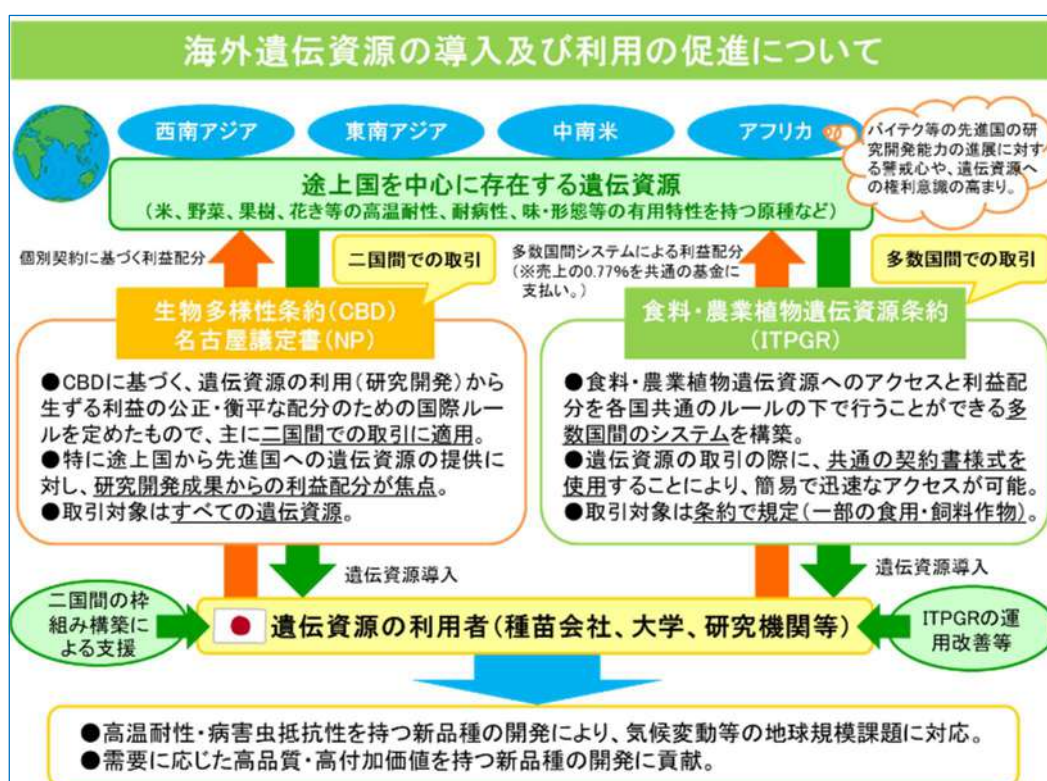 海外遺伝資源の導入及び利用の促進について
西南アジア
東南アジア
中南米
アフリカ
バイテク等の先進国の研
究開発能力の進展に対す
る警戒心や、遺伝資源へ
の権利意識の高まり。
途上国を中心に存在する遺伝資源
(米、野菜、果樹、花き等の高温耐性、耐病性、味・形態等の有用特性を持つ原種など)
個別契約に基づく利益配分
二国間での取引
多数国間システムによる利益配分
(※売上の0.77%を共通の基金に
支払い。)
多数国間での取引
生物多様性条約(CBD)
名古屋議定書(NP)
●CBDに基づく、遺伝資源の利用(研究開発)から
生ずる利益の公正・衡平な配分のための国際ルー
ルを定めたもので、主に二国間での取引に適用。
●特に途上国から先進国への遺伝資源の提供に
対し、研究開発成果からの利益配分が焦点。
●取引対象はすべての遺伝資源。
食料・農業植物遺伝資源条約
(ITPGR)
●食料・農業植物遺伝資源へのアクセスと利益配
分を各国共通のルールの下で行うことができる多
数国間のシステムを構築。
●遺伝資源の取引の際に、共通の契約書様式を
使用することにより、簡易で迅速なアクセスが可能。
●取引対象は条約で規定(一部の食用・飼料作物)。
遺伝資源導入
遺伝資源導入
二国間の枠
組み構築に
よる支援
遺伝資源の利用者(種苗会社、大学、研究機関等)
ITPGRの運
用改善等
●高温耐性・病害虫抵抗性を持つ新品種の開発により、気候変動等の地球規模課題に対応。
●需要に応じた高品質・高付加価値を持つ新品種の開発に貢献。